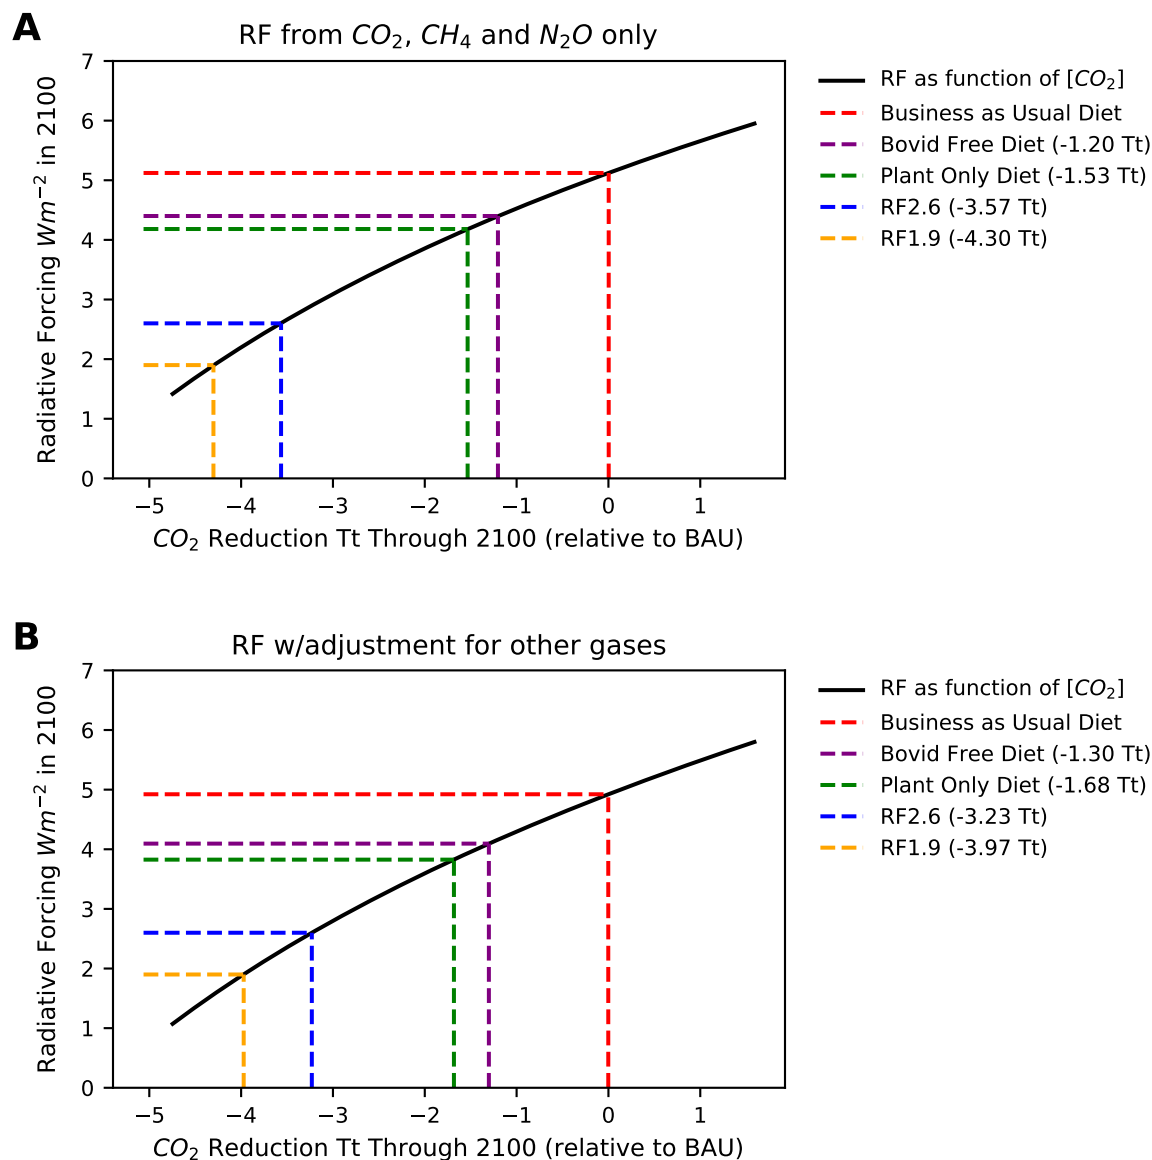 A
RF from CO₂, CH₄ and N₂O only
Radiative Forcing Wm⁻² in 2100
7
6
5
4
3
2
1
0
−5 −4 −3 −2 −1 0 1
CO₂ Reduction Tt Through 2100 (relative to BAU)
RF as function of [CO₂]
Business as Usual Diet
Bovid Free Diet (-1.20 Tt)
Plant Only Diet (-1.53 Tt)
RF2.6 (-3.57 Tt)
RF1.9 (-4.30 Tt)
B
RF w/adjustment for other gases
Radiative Forcing Wm⁻² in 2100
7
6
5
4
3
2
1
0
−5 −4 −3 −2 −1 0 1
CO₂ Reduction Tt Through 2100 (relative to BAU)
RF as function of [CO₂]
Business as Usual Diet
Bovid Free Diet (-1.30 Tt)
Plant Only Diet (-1.68 Tt)
RF2.6 (-3.23 Tt)
RF1.9 (-3.97 Tt)